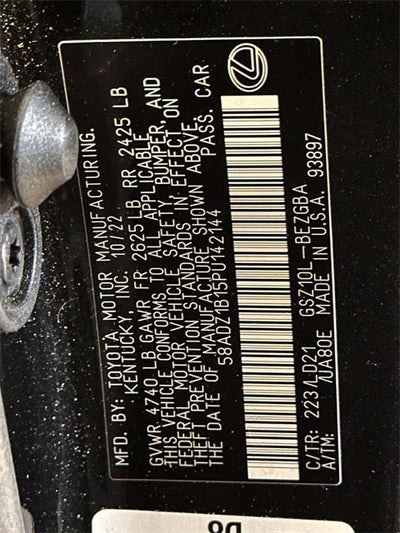 MFD. BY: TOYOTA MOTOR MANUFACTURING.
KENTUCKY, INC. 10/22
GVWR 4740 LB GAWR FR 2625 LB RR 2425 LB
THIS VEHICLE CONFORMS TO ALL APPLICABLE
FEDERAL MOTOR VEHICLE SAFETY, BUMPER, AND
THEFT PREVENTION STANDARDS IN EFFECT ON
THE DATE OF MANUFACTURE SHOWN ABOVE.
58ADZ1B15PU142144 PASS. CAR
C/TR: 223/LD21 GSZ10L-BEZGBA
A/TM: /UA80E MADE IN U.S.A. 93897